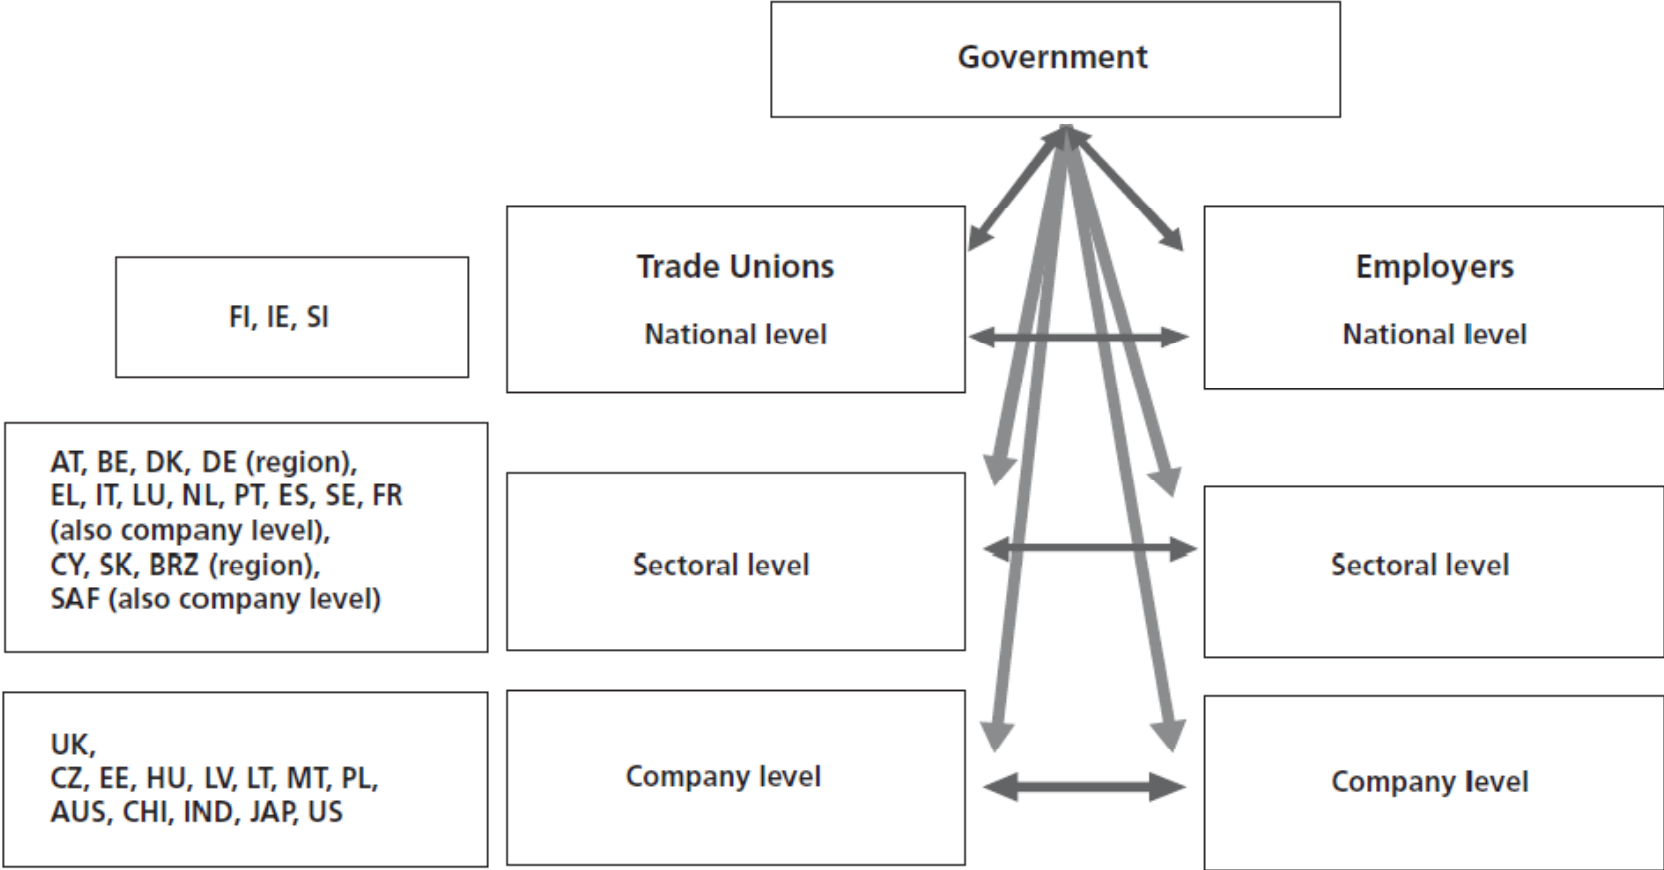 Government
Trade Unions
National level
Employers
National level
FI, IE, SI
AT, BE, DK, DE (region),
EL, IT, LU, NL, PT, ES, SE, FR
(also company level),
CY, SK, BRZ (region),
SAF (also company level)
Sectoral level
Sectoral level
UK,
CZ, EE, HU, LV, LT, MT, PL,
AUS, CHI, IND, JAP, US
Company level
Company level